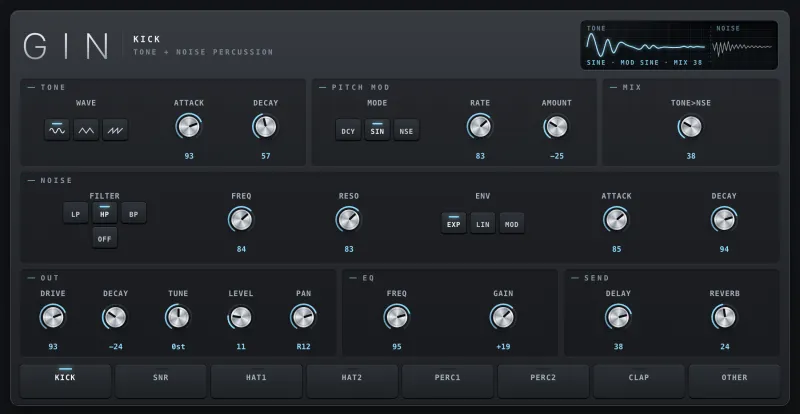 GIN
KICK
TONE + NOISE PERCUSSION
TONE NOISE
SINE · MOD SINE · MIX 38
TONE
WAVE ATTACK DECAY
93 57
PITCH MOD
MODE RATE AMOUNT
DCY SIN NSE
83 −25
MIX
TONE>NSE
38
NOISE
FILTER FREQ RESO ENV ATTACK DECAY
LP HP BP
OFF
EXP LIN MOD
84 83 85 94
OUT
DRIVE DECAY TUNE LEVEL PAN
93 −24 0st 11 R12
EQ
FREQ GAIN
95 +19
SEND
DELAY REVERB
38 24
KICK SNR HAT1 HAT2 PERC1 PERC2 CLAP OTHER